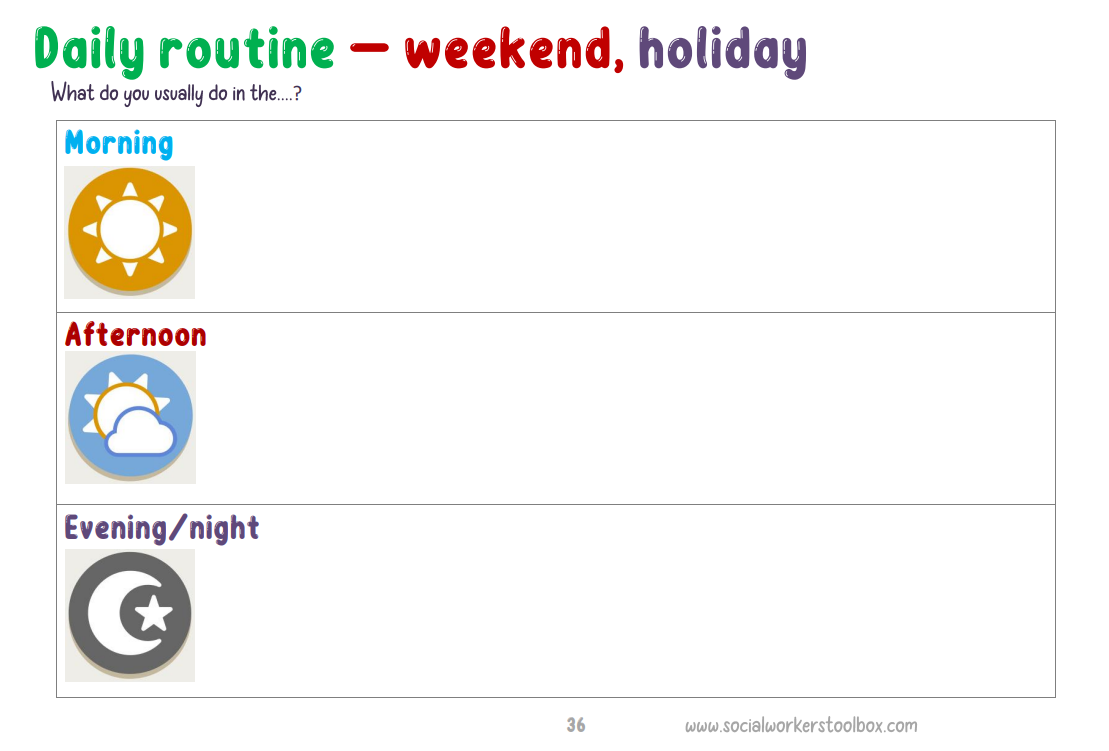 Daily routine – weekend, holiday
What do you usually do in the....?
Morning
Afternoon
Evening/night
36
www.socialworkerstoolbox.com